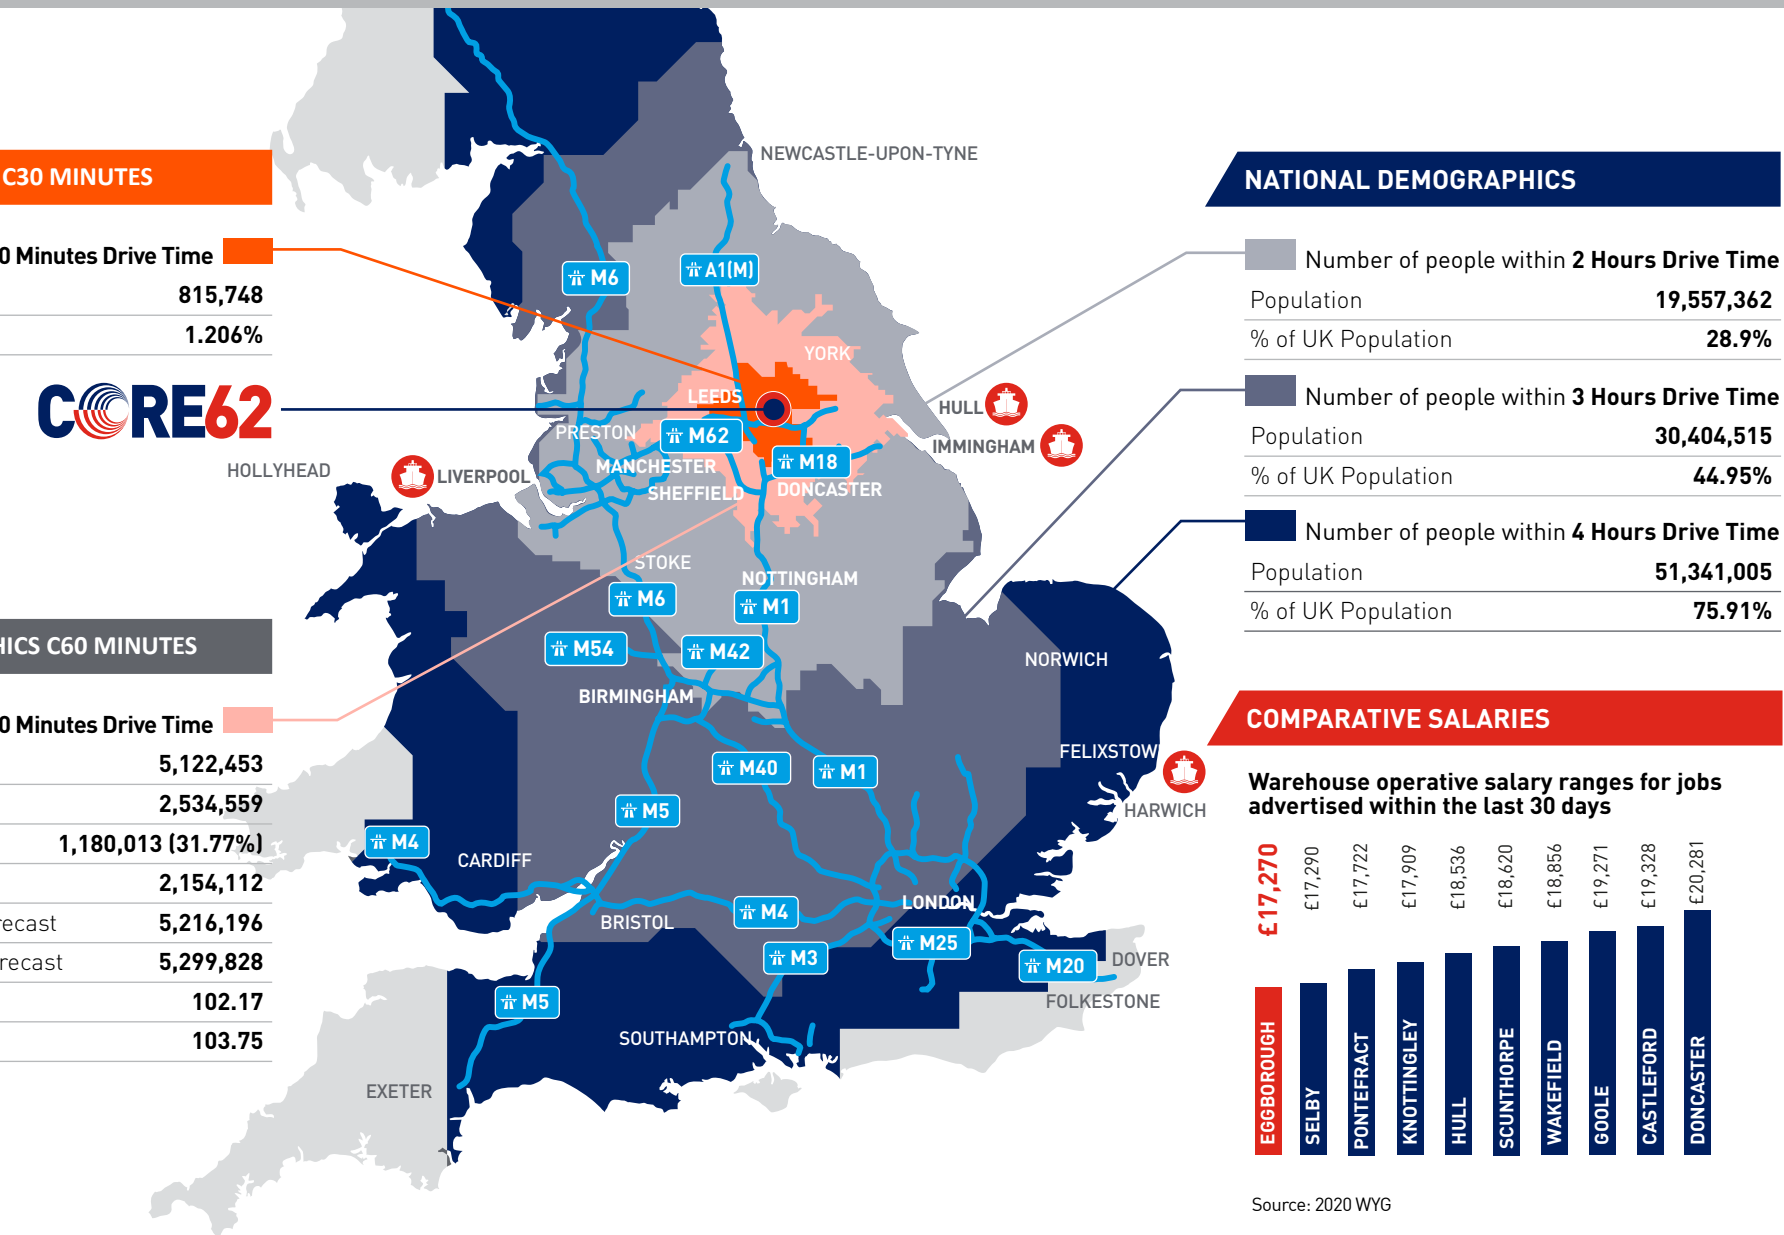 C30 MINUTES
0 Minutes Drive Time
815,748
1.206%
CORE62
HICS C60 MINUTES
0 Minutes Drive Time
5,122,453
2,534,559
1,180,013 (31.77%)
2,154,112
recast 5,216,196
recast 5,299,828
102.17
103.75
NEWCASTLE-UPON-TYNE
M6
A1(M)
YORK
LEEDS
HULL
PRESTON
M62
IMMINGHAM
MANCHESTER
M18
HOLLYHEAD
LIVERPOOL
SHEFFIELD
DONCASTER
STOKE
NOTTINGHAM
M6
M1
M54
M42
NORWICH
BIRMINGHAM
FELIXSTOW
M40
M1
HARWICH
M5
M4
CARDIFF
LONDON
M4
BRISTOL
M25
M3
M20
DOVER
FOLKESTONE
M5
SOUTHAMPTON
EXETER
NATIONAL DEMOGRAPHICS
Number of people within 2 Hours Drive Time
Population 19,557,362
% of UK Population 28.9%
Number of people within 3 Hours Drive Time
Population 30,404,515
% of UK Population 44.95%
Number of people within 4 Hours Drive Time
Population 51,341,005
% of UK Population 75.91%
COMPARATIVE SALARIES
Warehouse operative salary ranges for jobs
advertised within the last 30 days
£17,270
£17,290
£17,722
£17,909
£18,536
£18,620
£18,856
£19,271
£19,328
£20,281
EGGBOROUGH
SELBY
PONTEFRACT
KNOTTINGLEY
HULL
SCUNTHORPE
WAKEFIELD
GOOLE
CASTLEFORD
DONCASTER
Source: 2020 WYG